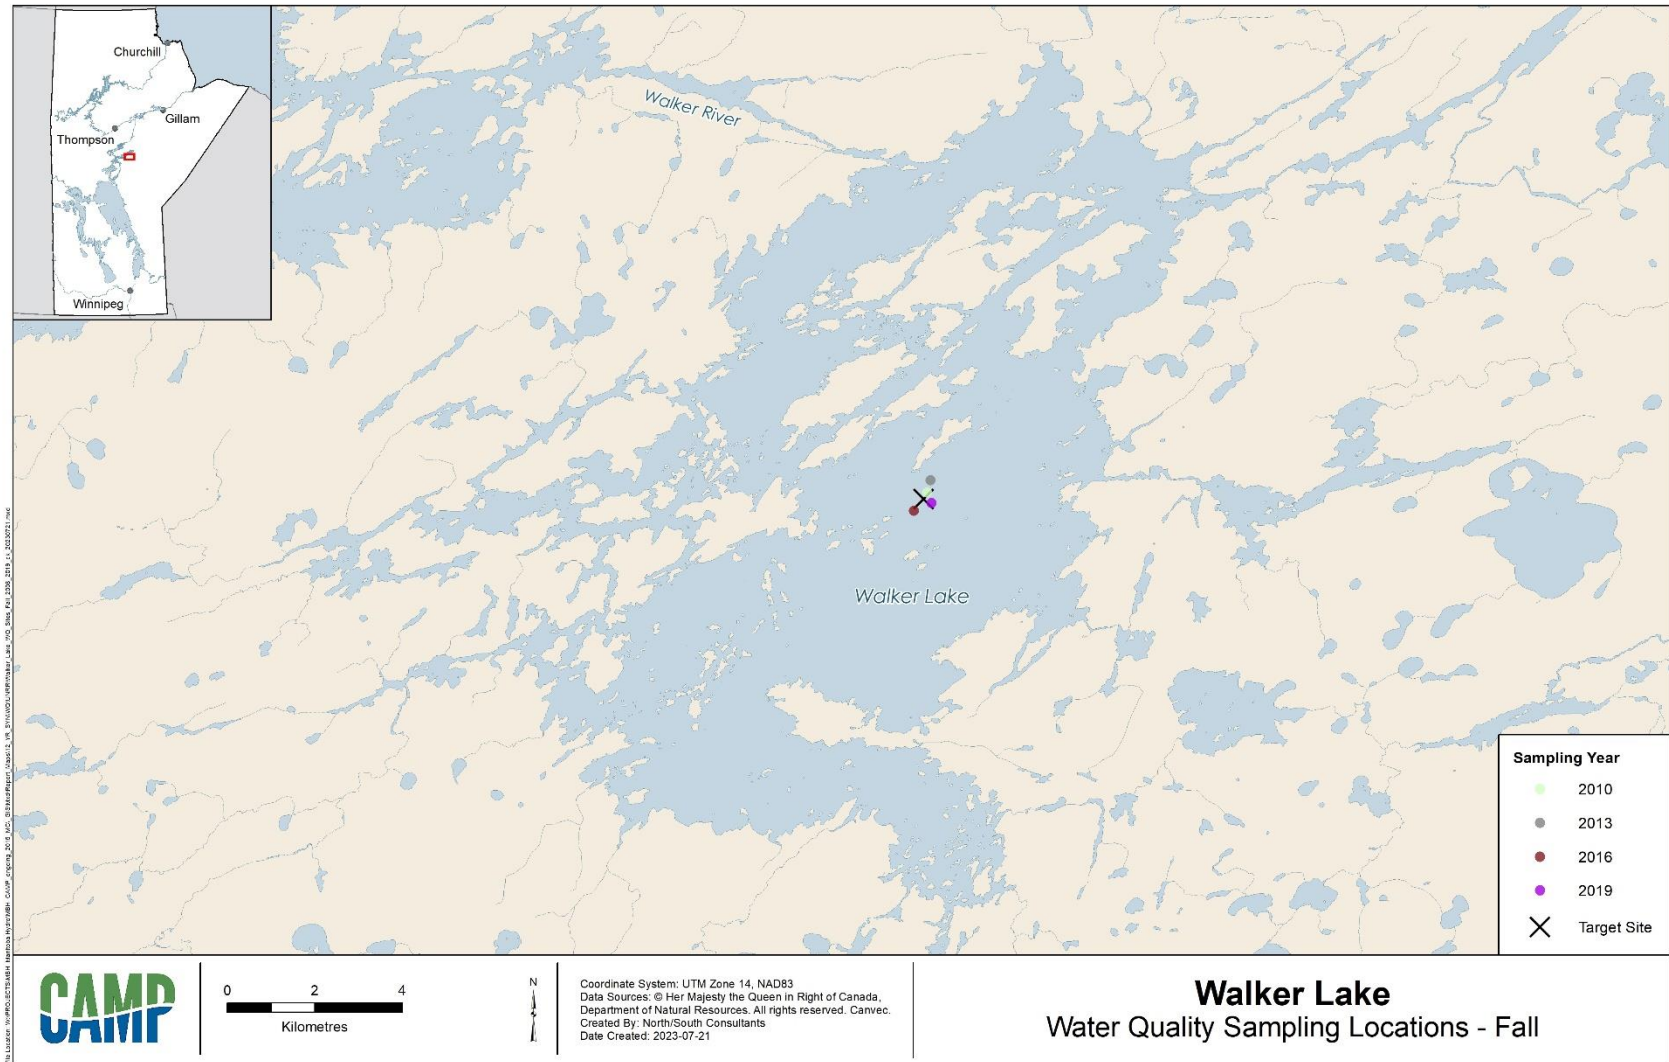 Churchill
Gillam
Thompson
Winnipeg
Walker River
Walker Lake
Sampling Year
2010
2013
2016
2019
Target Site
CAMP
0 2 4
Kilometres
N
Coordinate System: UTM Zone 14, NAD83
Data Sources: © Her Majesty the Queen in Right of Canada,
Department of Natural Resources. All rights reserved. Canvec.
Created By: North/South Consultants
Date Created: 2023-07-21
Walker Lake
Water Quality Sampling Locations - Fall